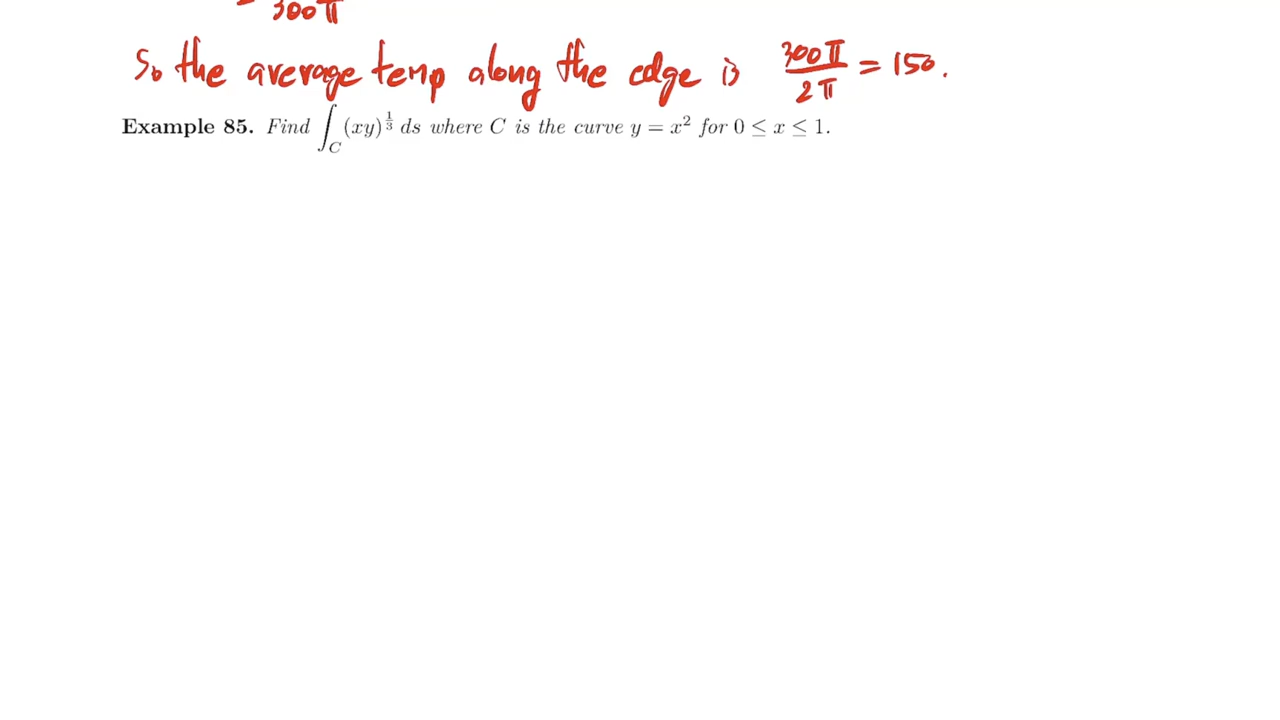 300π
So the average temp along the edge is 300π/2π = 150.
Example 85. Find ∫_C (xy)^{1/3} ds where C is the curve y = x² for 0 ≤ x ≤ 1.